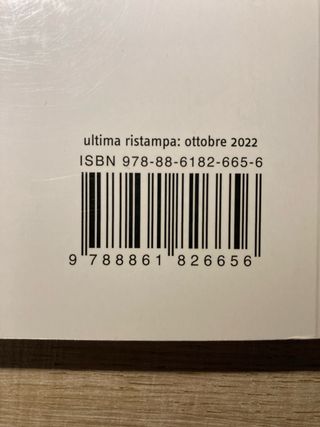 ultima ristampa: ottobre 2022
ISBN 978-88-6182-665-6
9 788861 826656